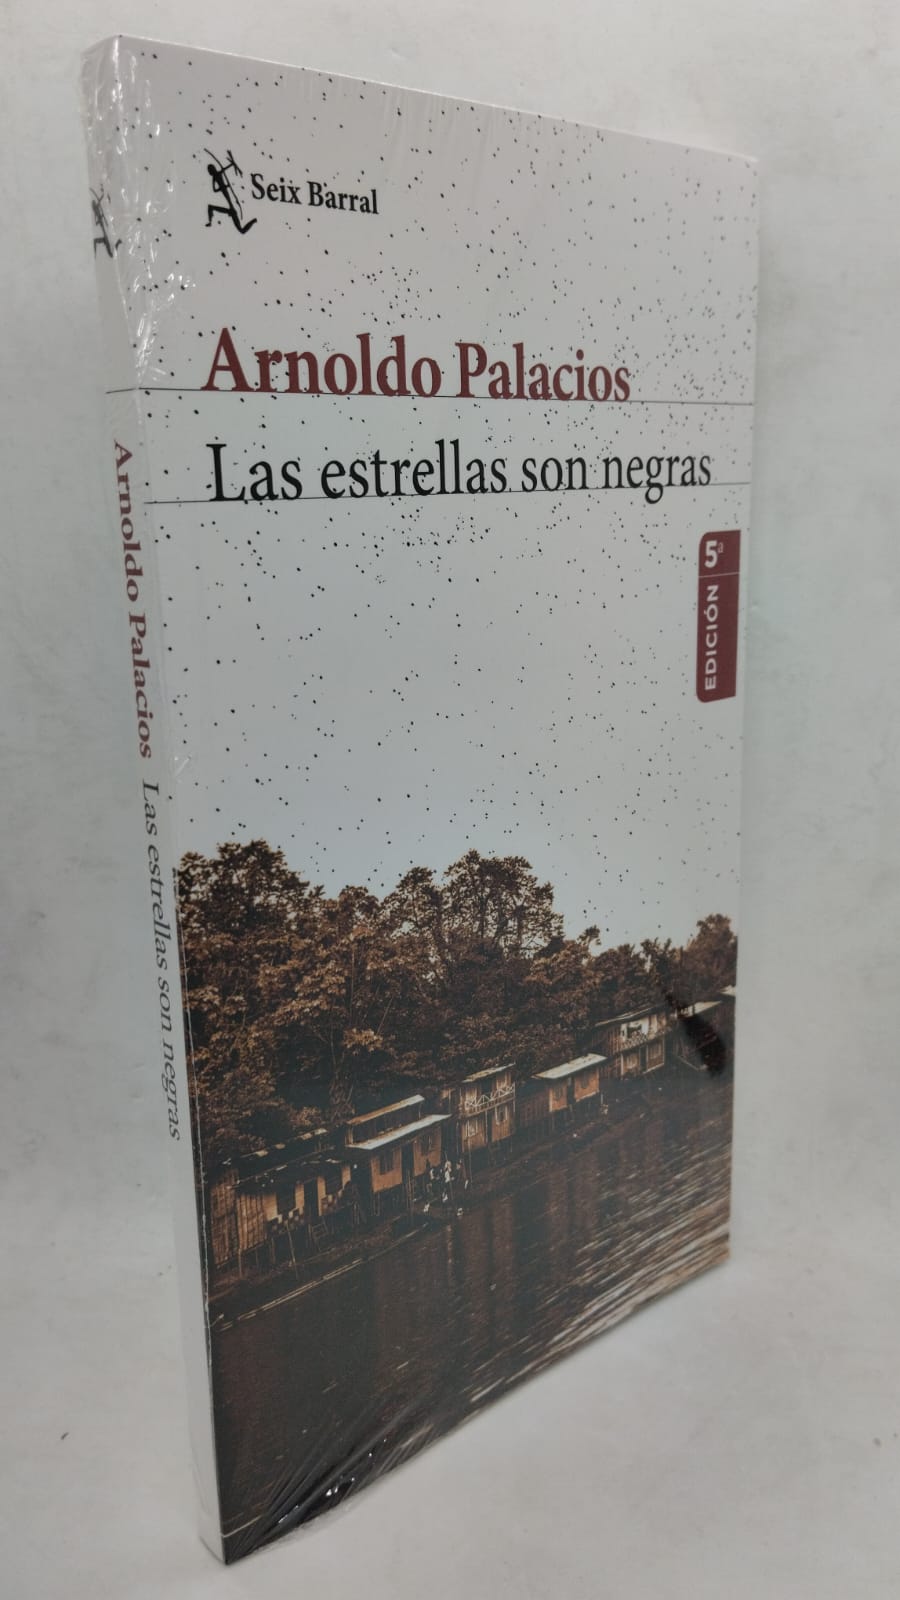 Seix Barral
Arnoldo Palacios
Las estrellas son negras
EDICIÓN 5ª
Arnoldo Palacios Las estrellas son negras